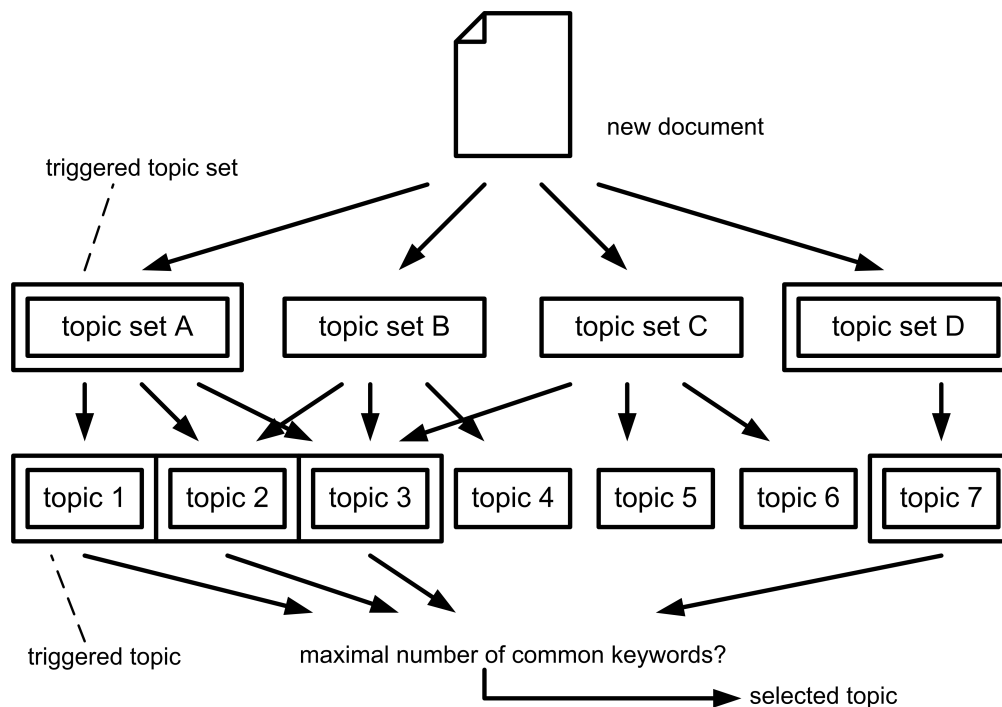 new document
triggered topic set
topic set A
topic set B
topic set C
topic set D
topic 1
topic 2
topic 3
topic 4
topic 5
topic 6
topic 7
triggered topic
maximal number of common keywords?
selected topic